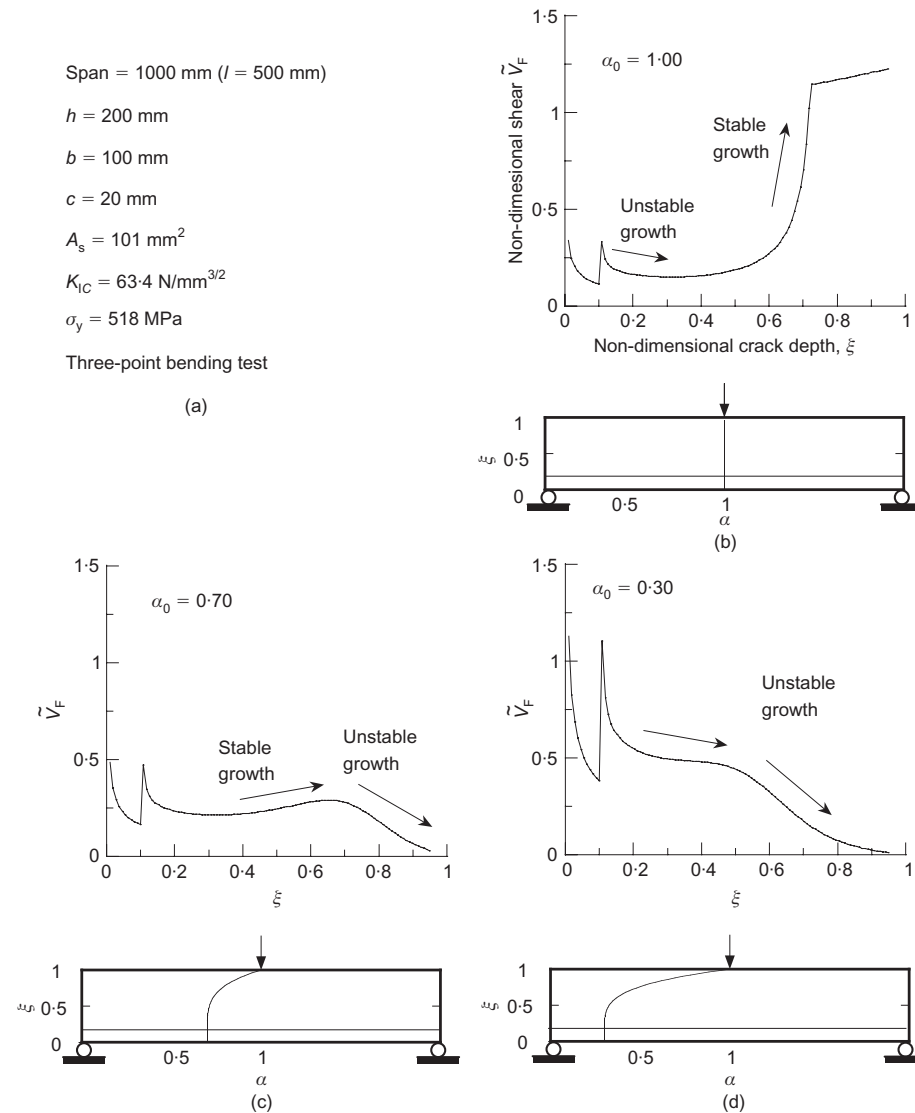 Span = 1000 mm (l = 500 mm)
h = 200 mm
b = 100 mm
c = 20 mm
Aₛ = 101 mm²
K_IC = 63·4 N/mm^3/2
σ_y = 518 MPa
Three-point bending test
(a)
Non-dimesional shear Ṽ_F
1·5
1
0·5
0
α₀ = 1·00
Stable
growth
Unstable
growth
0 0·2 0·4 0·6 0·8 1
Non-dimensional crack depth, ξ
1
ξ 0·5
0
0·5 1
α
(b)
Ṽ_F
1·5
1
0·5
0
α₀ = 0·70
Stable
growth
Unstable
growth
0 0·2 0·4 0·6 0·8 1
ξ
1
ξ 0·5
0
0·5 1
α
(c)
Ṽ_F
1·5
1
0·5
0
α₀ = 0·30
Unstable
growth
0 0·2 0·4 0·6 0·8 1
ξ
1
ξ 0·5
0
0·5 1
α
(d)